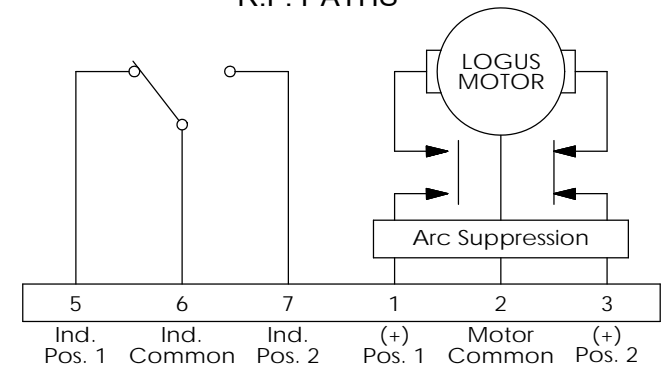 LOGUS
MOTOR
Arc Suppression
5 6 7 1 2 3
Ind. Ind. Ind. (+) Motor (+)
Pos. 1 Common Pos. 2 Pos. 1 Common Pos. 2